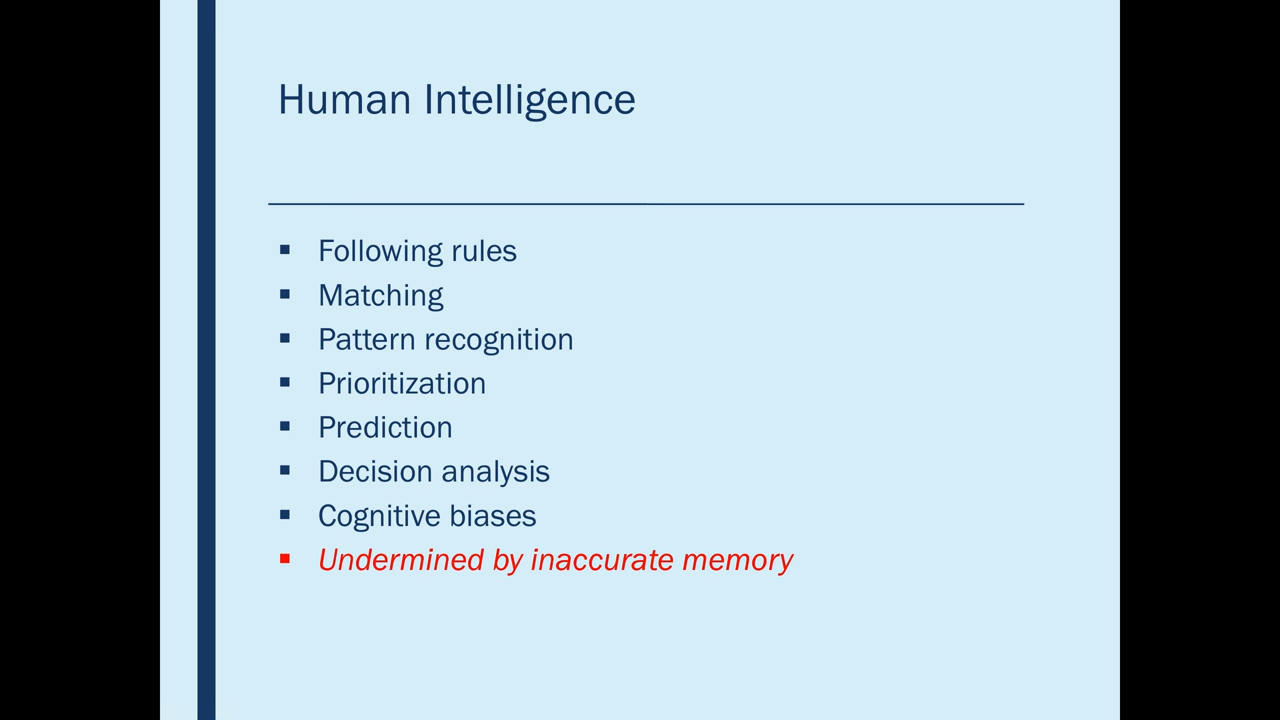 Human Intelligence
▪ Following rules
▪ Matching
▪ Pattern recognition
▪ Prioritization
▪ Prediction
▪ Decision analysis
▪ Cognitive biases
▪ Undermined by inaccurate memory